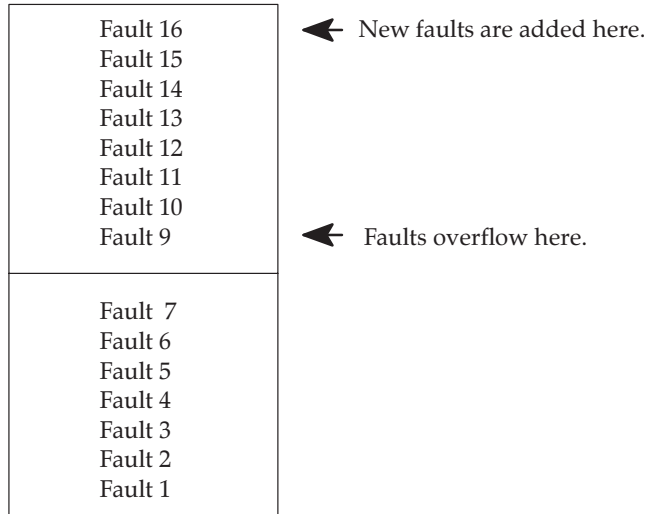 Fault 16 New faults are added here.
Fault 15
Fault 14
Fault 13
Fault 12
Fault 11
Fault 10
Fault 9 Faults overflow here.
Fault 7
Fault 6
Fault 5
Fault 4
Fault 3
Fault 2
Fault 1